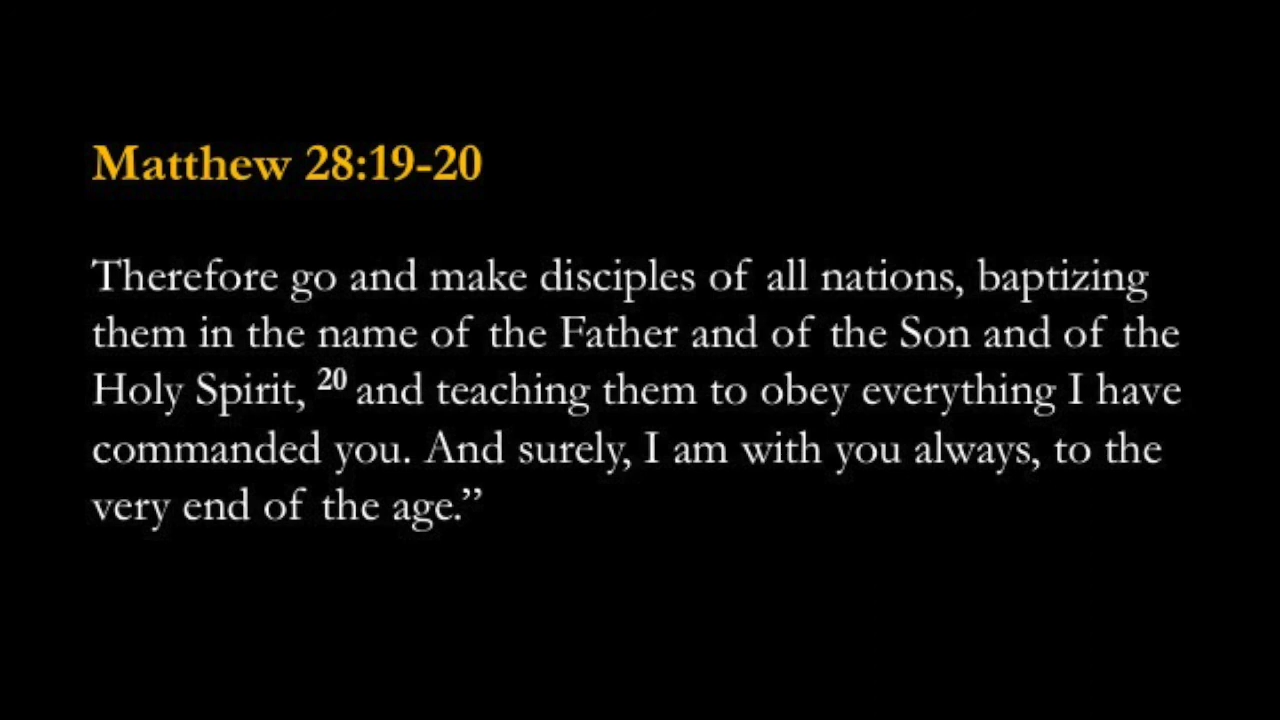 Matthew 28:19-20
Therefore go and make disciples of all nations, baptizing
them in the name of the Father and of the Son and of the
Holy Spirit, 20 and teaching them to obey everything I have
commanded you. And surely, I am with you always, to the
very end of the age.”